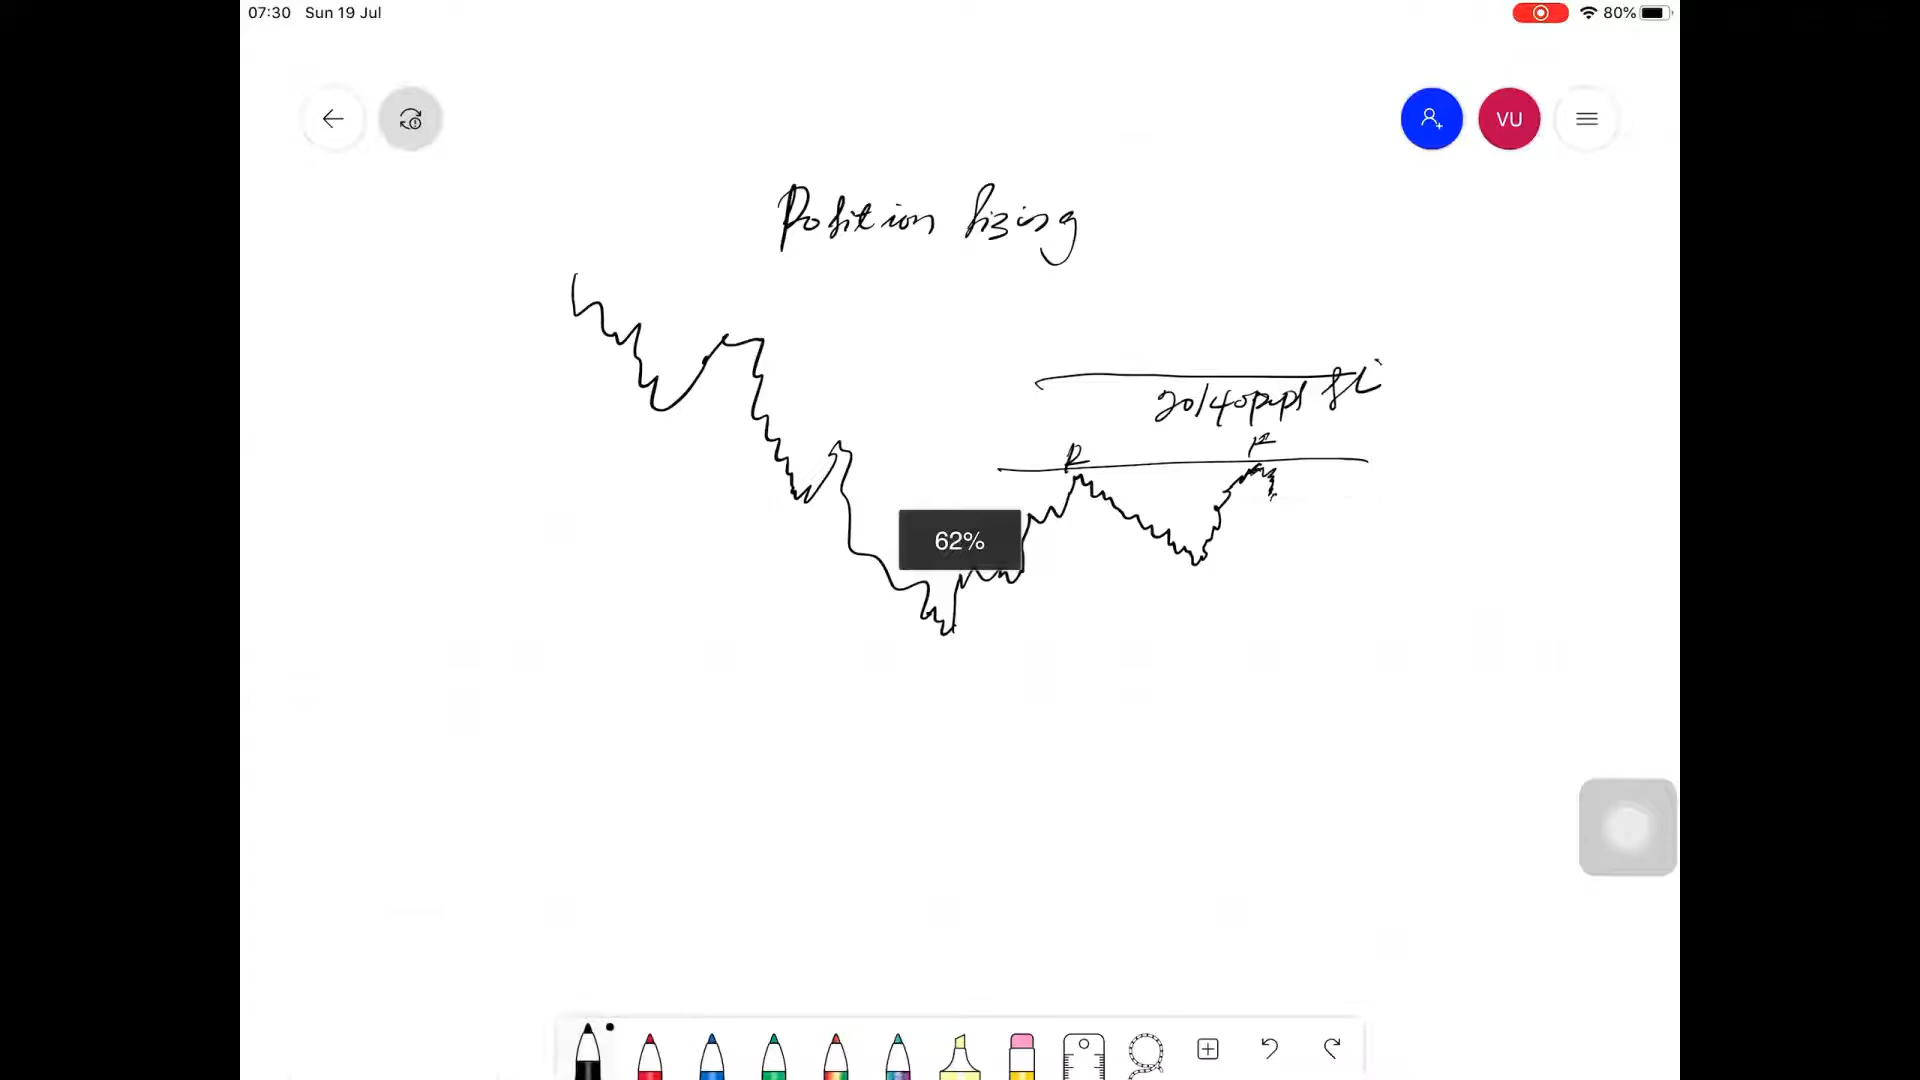 07:30 Sun 19 Jul
80%
VU
Position Sizing
20/40pips SL
R
R
62%